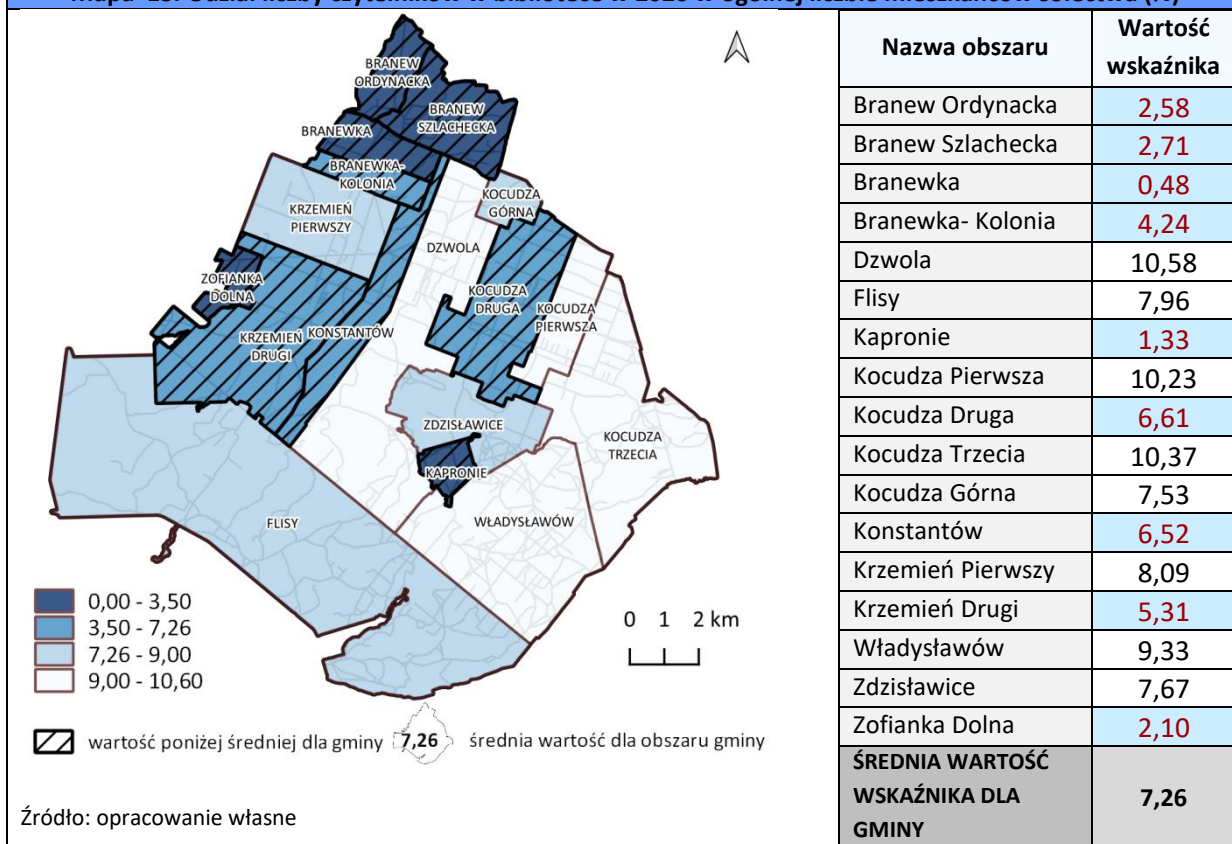 BRANEW
ORDYNACKA
BRANEW
SZLACHECKA
BRANEWKA
BRANEWKA-
KOLONIA
KOCUDZA
GÓRNA
KRZEMIEŃ
PIERWSZY
DZWOLA
ZOFIANKA
DOLNA
KOCUDZA
DRUGA
KOCUDZA
PIERWSZA
KRZEMIEŃ
DRUGI
KONSTANTÓW
ZDZISŁAWICE
KOCUDZA
TRZECIA
KAPRONIE
FLISY
WŁADYSŁAWÓW
0,00 - 3,50
3,50 - 7,26
7,26 - 9,00
9,00 - 10,60
0 1 2 km
wartość poniżej średniej dla gminy 7,26 średnia wartość dla obszaru gminy
Źródło: opracowanie własne
Nazwa obszaru Wartość wskaźnika
Branew Ordynacka 2,58
Branew Szlachecka 2,71
Branewka 0,48
Branewka- Kolonia 4,24
Dzwola 10,58
Flisy 7,96
Kapronie 1,33
Kocudza Pierwsza 10,23
Kocudza Druga 6,61
Kocudza Trzecia 10,37
Kocudza Górna 7,53
Konstantów 6,52
Krzemień Pierwszy 8,09
Krzemień Drugi 5,31
Władysławów 9,33
Zdzisławice 7,67
Zofianka Dolna 2,10
ŚREDNIA WARTOŚĆ
WSKAŹNIKA DLA 7,26
GMINY